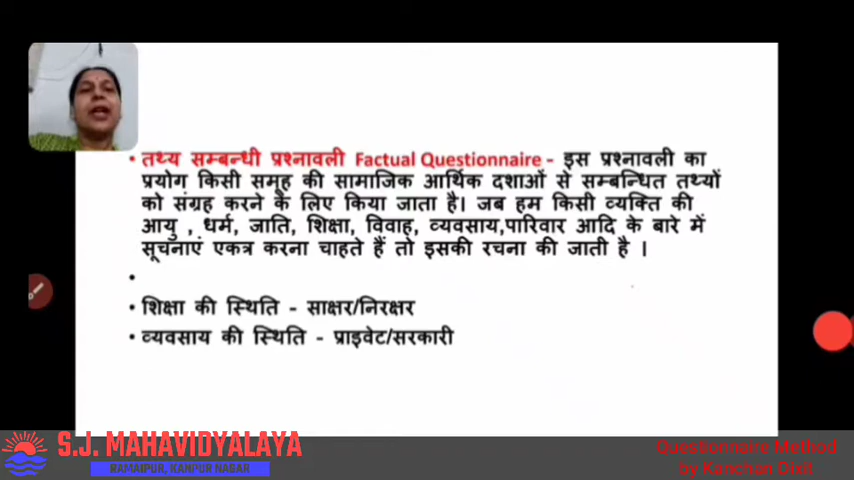 • तथ्य सम्बन्धी प्रश्नावली Factual Questionnaire - इस प्रश्नावली का
प्रयोग किसी समूह की सामाजिक आर्थिक दशाओं से सम्बन्धित तथ्यों
को संग्रह करने के लिए किया जाता है। जब हम किसी व्यक्ति की
आयु , धर्म, जाति, शिक्षा, विवाह, व्यवसाय,पारिवार आदि के बारे में
सूचनाएं एकत्र करना चाहते हैं तो इसकी रचना की जाती है ।
•
• शिक्षा की स्थिति - साक्षर/निरक्षर
• व्यवसाय की स्थिति - प्राइवेट/सरकारी
S.J. MAHAVIDYALAYA
RAMAIPUR, KANPUR NAGAR
Questionnaire Method
by Kanchan Dixit